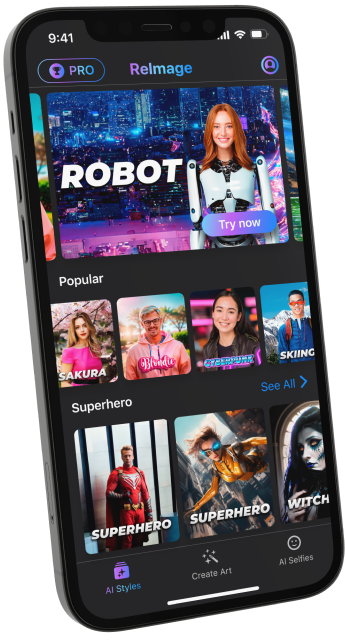 9:41
PRO
ReImage
ROBOT
Try now
Popular
SAKURA
Blondie
CYBERPUNK
SKIING
See All
Superhero
SUPERHERO
SUPERHERO
WITCH
AI Styles
Create Art
AI Selfies